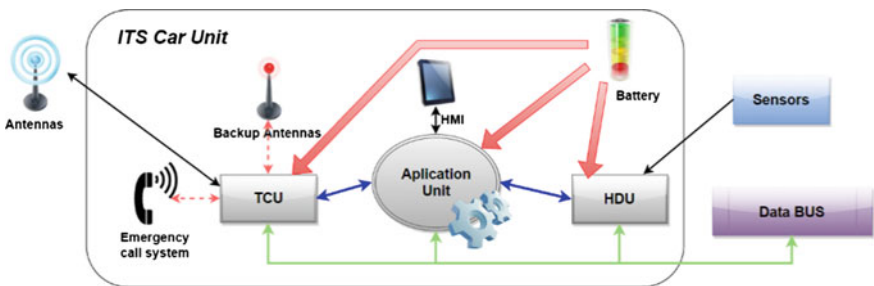 ITS Car Unit
Antennas
Backup Antennas
HMI
Battery
Sensors
TCU
Aplication
Unit
HDU
Data BUS
Emergency
call system